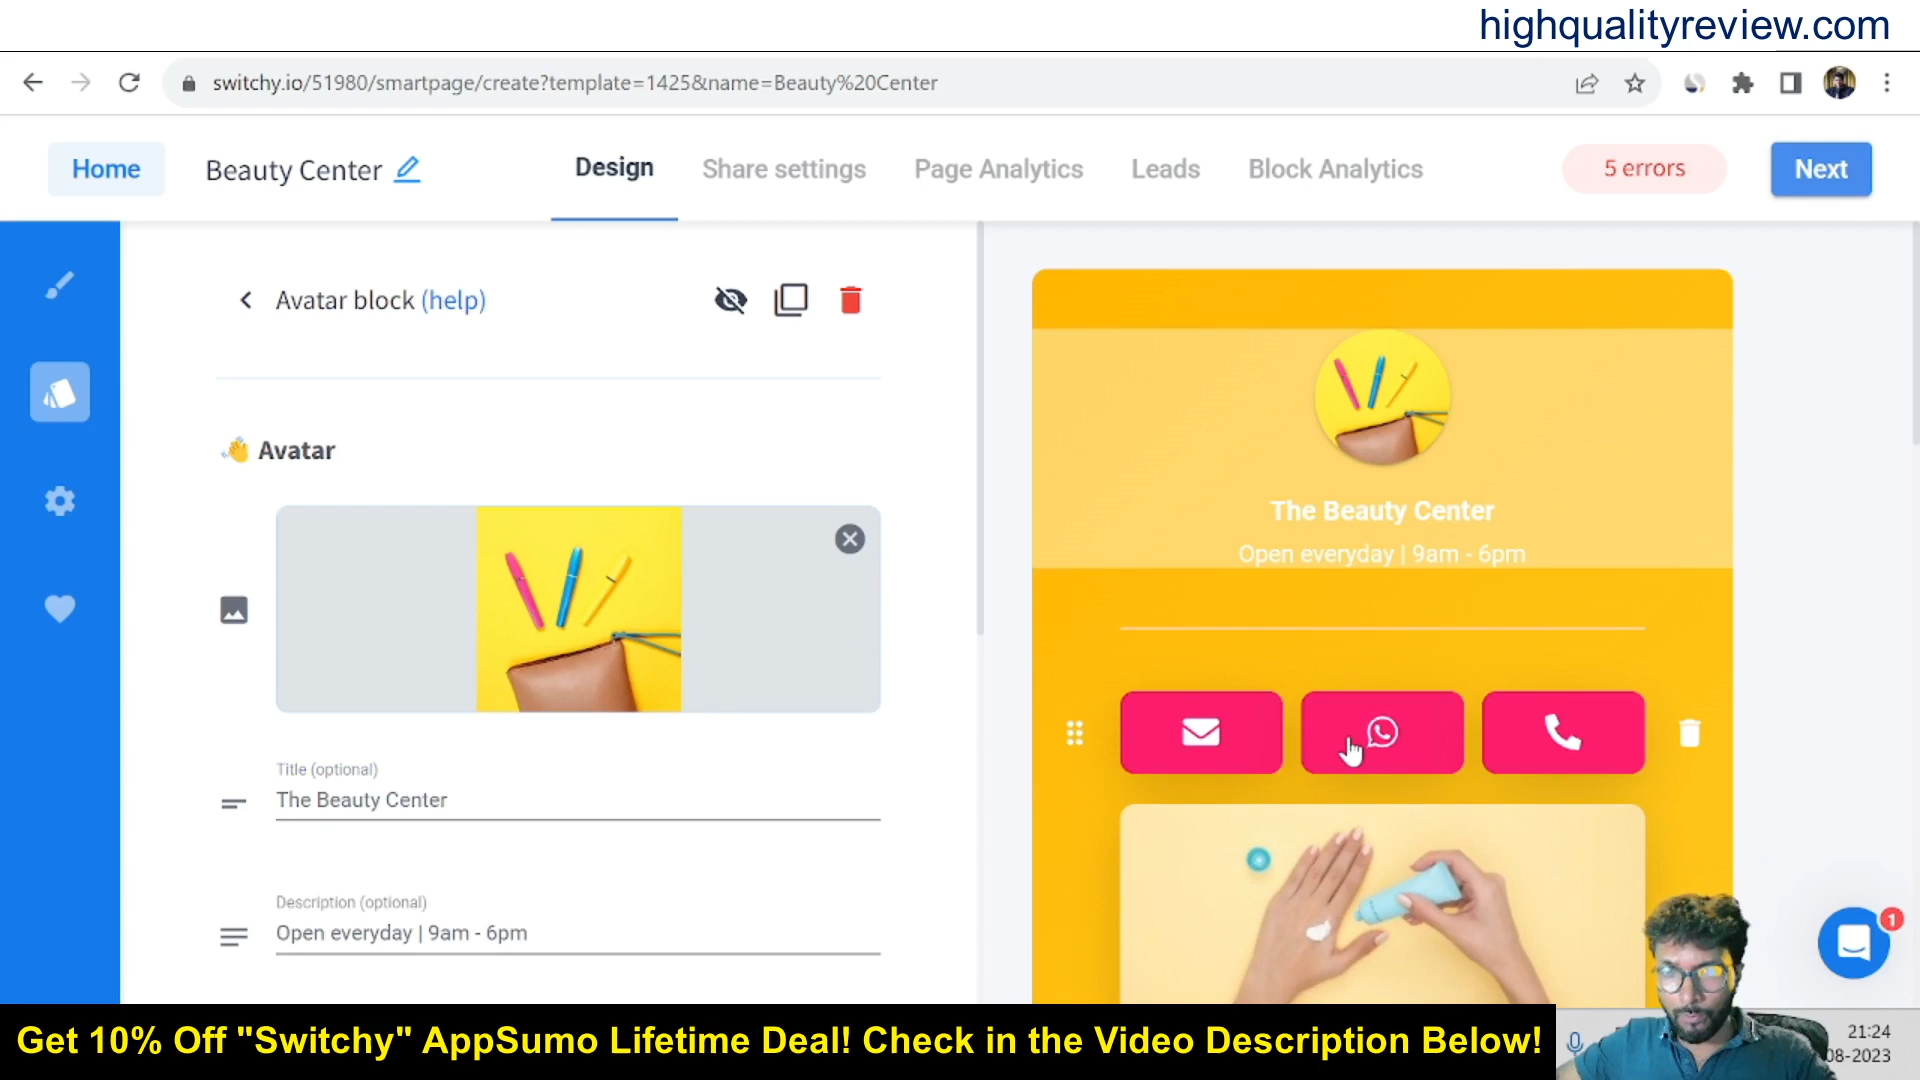 highqualityreview.com
switchy.io/51980/smartpage/create?template=1425&name=Beauty%20Center
Home
Beauty Center
Design
Share settings
Page Analytics
Leads
Block Analytics
5 errors
Next
Avatar block (help)
Avatar
Title (optional)
The Beauty Center
Description (optional)
Open everyday | 9am - 6pm
The Beauty Center
Open everyday | 9am - 6pm
1
Get 10% Off "Switchy" AppSumo Lifetime Deal! Check in the Video Description Below!
21:24
08-2023